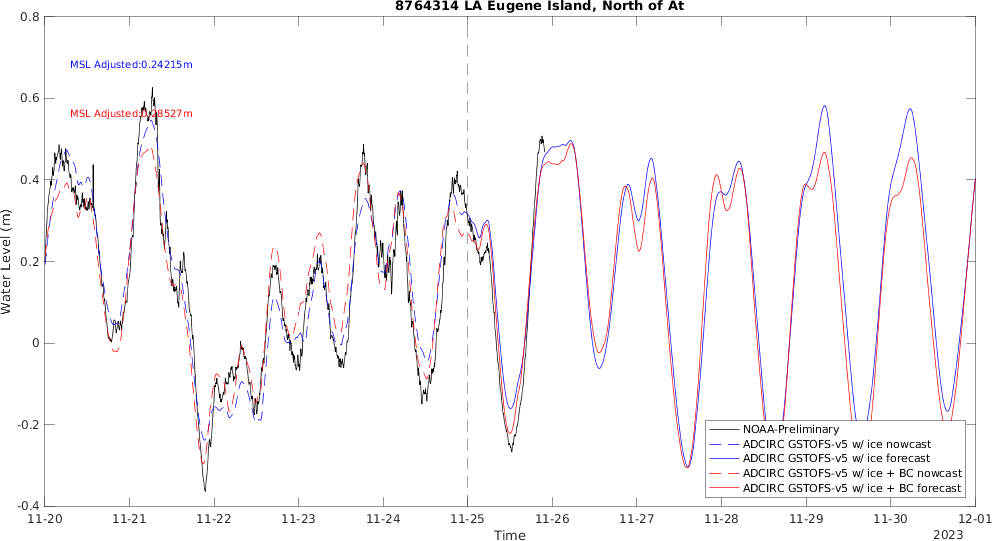 8764314 LA Eugene Island, North of At
MSL Adjusted:0.24215m
MSL Adjusted:0.28527m
Water Level (m)
0.8
0.6
0.4
0.2
0
-0.2
-0.4
NOAA-Preliminary
ADCIRC GSTOFS-v5 w/ ice nowcast
ADCIRC GSTOFS-v5 w/ ice forecast
ADCIRC GSTOFS-v5 w/ ice + BC nowcast
ADCIRC GSTOFS-v5 w/ ice + BC forecast
11-20 11-21 11-22 11-23 11-24 11-25 11-26 11-27 11-28 11-29 11-30 12-01
Time
2023